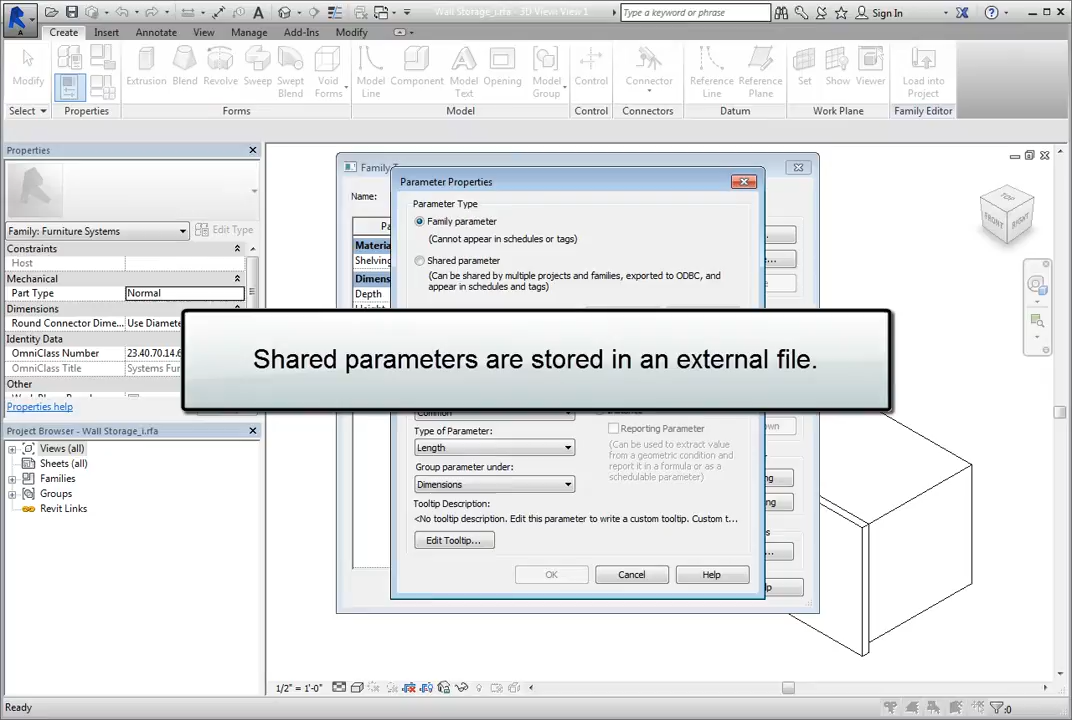 Wall Storage_i.rfa - 3D View: View 1
Type a keyword or phrase
Sign In
Create Insert Annotate View Manage Add-Ins Modify
Modify
Extrusion Blend Revolve Sweep Swept Blend Void Forms
Model Line Component Model Text Opening Model Group
Control
Connector
Reference Line Reference Plane
Set Show Viewer
Load into Project
Select Properties Forms Model Control Connectors Datum Work Plane Family Editor
Properties
Family: Furniture Systems
Edit Type
Constraints
Host
Mechanical
Part Type Normal
Dimensions
Round Connector Dime... Use Diamete
Identity Data
OmniClass Number 23.40.70.14.6
OmniClass Title Systems Fur
Other
Properties help
Project Browser - Wall Storage_i.rfa
Views (all)
Sheets (all)
Families
Groups
Revit Links
Family T
Name:
Pa
Materia
Shelving
Dimens
Depth
Parameter Properties
Parameter Type
Family parameter
(Cannot appear in schedules or tags)
Shared parameter
(Can be shared by multiple projects and families, exported to ODBC, and
appear in schedules and tags)
Shared parameters are stored in an external file.
Common
Type of Parameter:
Length
Group parameter under:
Dimensions
Tooltip Description:
<No tooltip description. Edit this parameter to write a custom tooltip. Custom t...
Edit Tooltip...
Reporting Parameter
(Can be used to extract value
from a geometric condition and
report it in a formula or as a
schedulable parameter)
OK Cancel Help
TOP
FRONT
RIGHT
1/2" = 1'-0"
Ready
:0